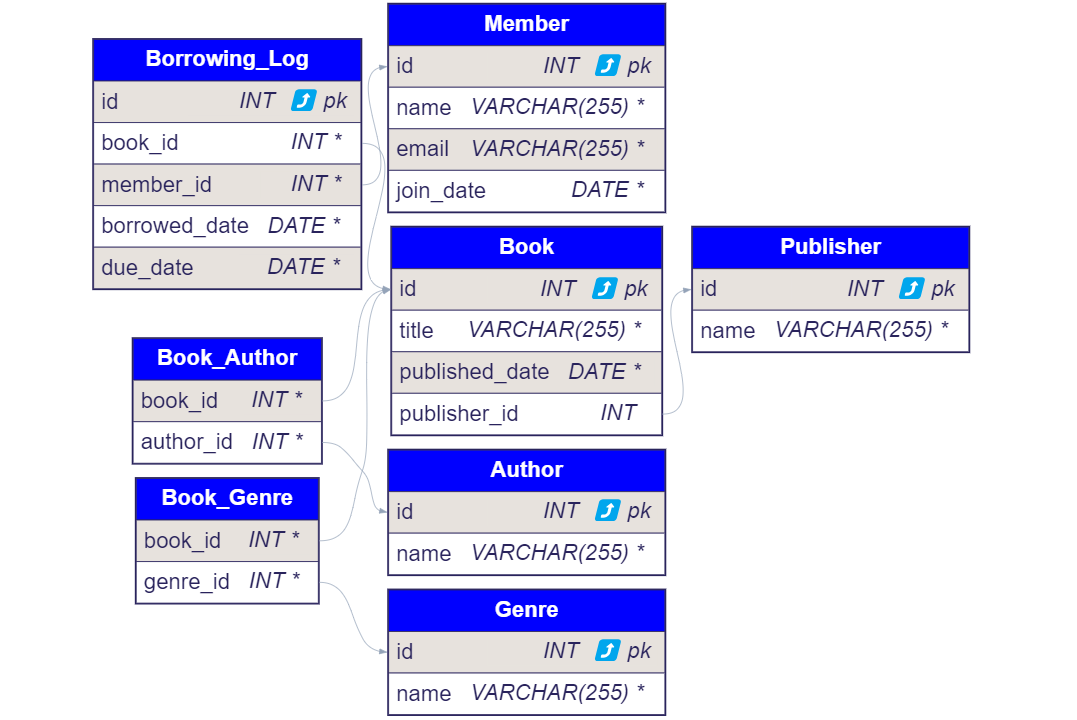 Borrowing_Log
id INT pk
book_id INT *
member_id INT *
borrowed_date DATE *
due_date DATE *
Member
id INT pk
name VARCHAR(255) *
email VARCHAR(255) *
join_date DATE *
Book
id INT pk
title VARCHAR(255) *
published_date DATE *
publisher_id INT
Publisher
id INT pk
name VARCHAR(255) *
Book_Author
book_id INT *
author_id INT *
Author
id INT pk
name VARCHAR(255) *
Book_Genre
book_id INT *
genre_id INT *
Genre
id INT pk
name VARCHAR(255) *